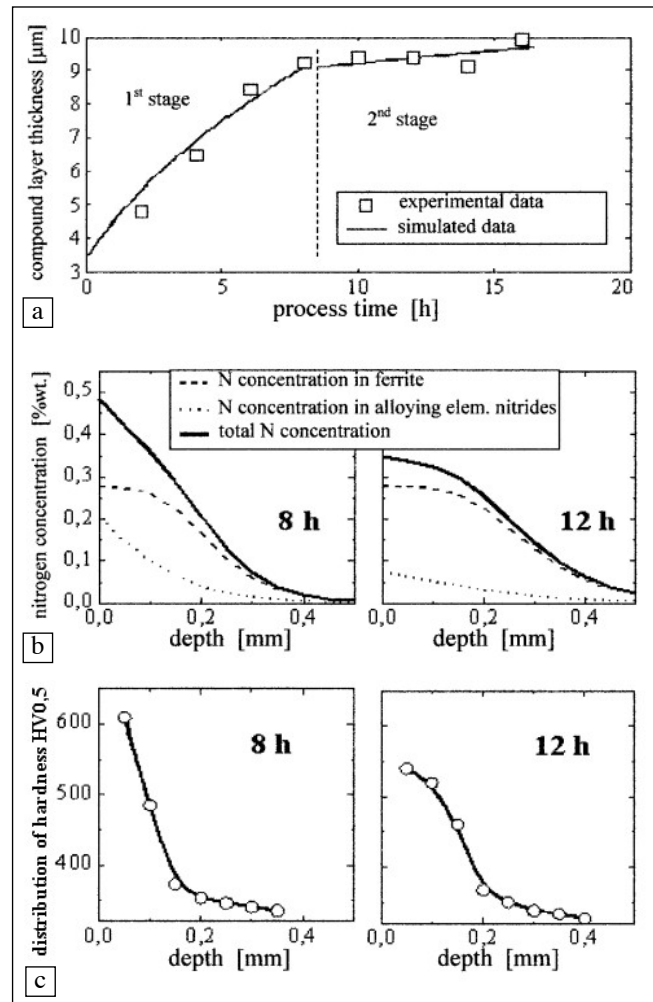 compound layer thickness [μm]
10
9
8
7
6
5
4
3
1st stage
2nd stage
experimental data
simulated data
0
5
10
15
20
process time [h]
a
nitrogen concentration [%wt.]
0,5
0,4
0,3
0,2
0,1
0,0
N concentration in ferrite
N concentration in alloying elem. nitrides
total N concentration
8 h
12 h
0,0
0,2
0,4
0,0
0,2
0,4
depth [mm]
depth [mm]
b
distribution of hardness HV0,5
600
500
400
8 h
12 h
0,0
0,2
0,4
0,0
0,2
0,4
depth [mm]
depth [mm]
c